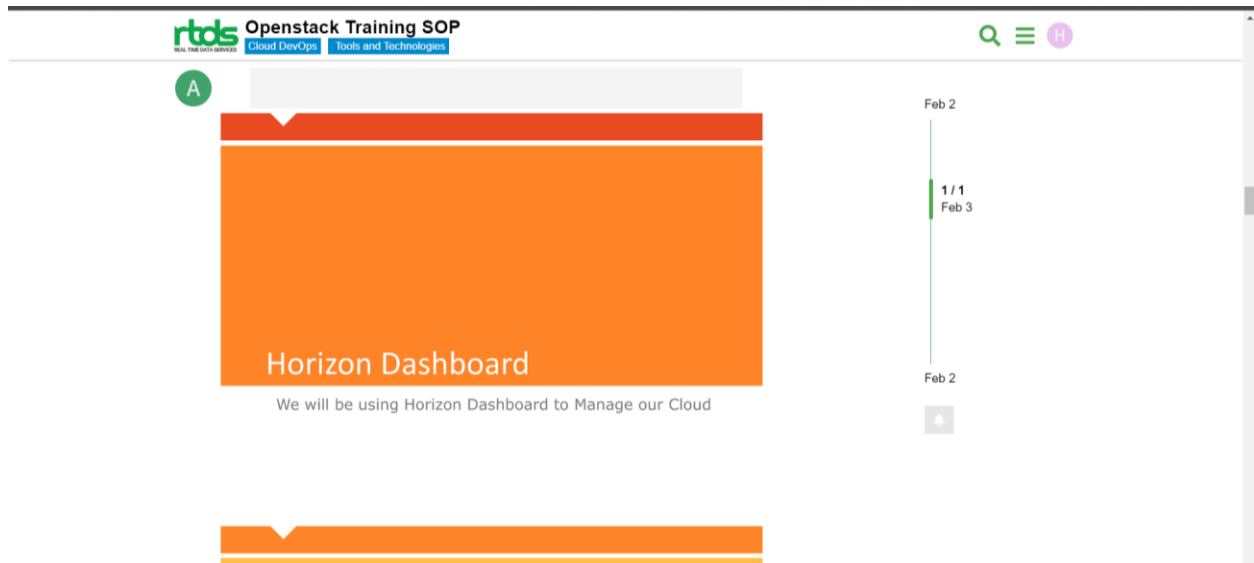 rtds
REAL TIME DATA SERVICES
Openstack Training SOP
Cloud DevOps Tools and Technologies
H
A
Feb 2
1 / 1
Feb 3
Horizon Dashboard
Feb 2
We will be using Horizon Dashboard to Manage our Cloud